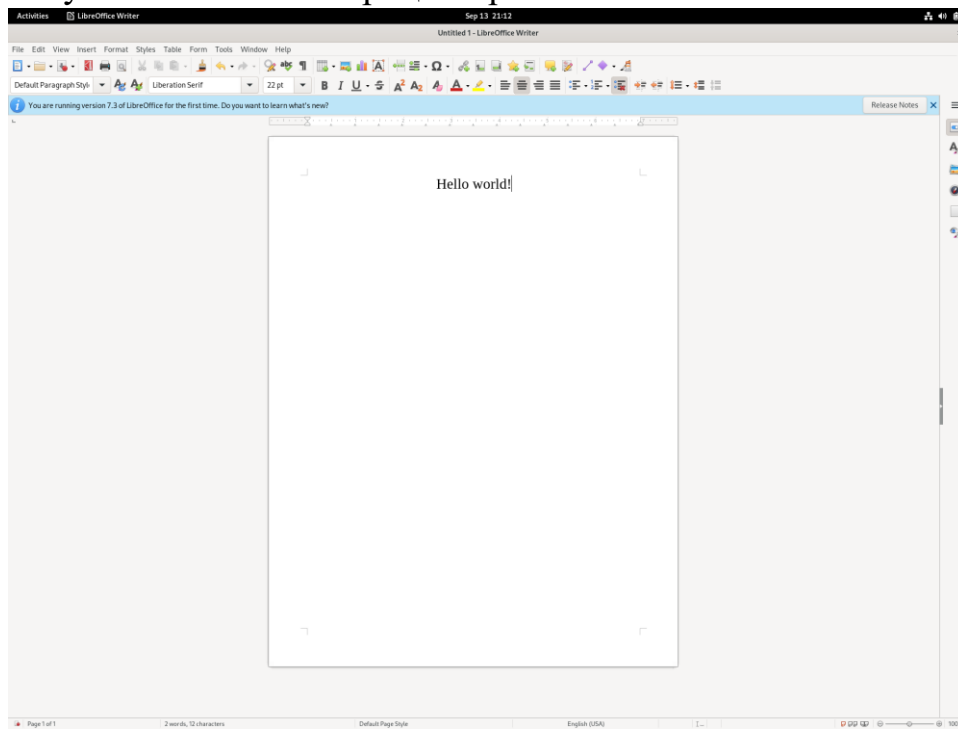 Activities LibreOffice Writer Sep 13 21:12
Untitled 1 - LibreOffice Writer
File Edit View Insert Format Styles Table Form Tools Window Help
Default Paragraph Styl Liberation Serif 22 pt
You are running version 7.3 of LibreOffice for the first time. Do you want to learn what's new? Release Notes
Hello world!
Page 1 of 1 2 words, 12 characters Default Page Style English (USA) 100